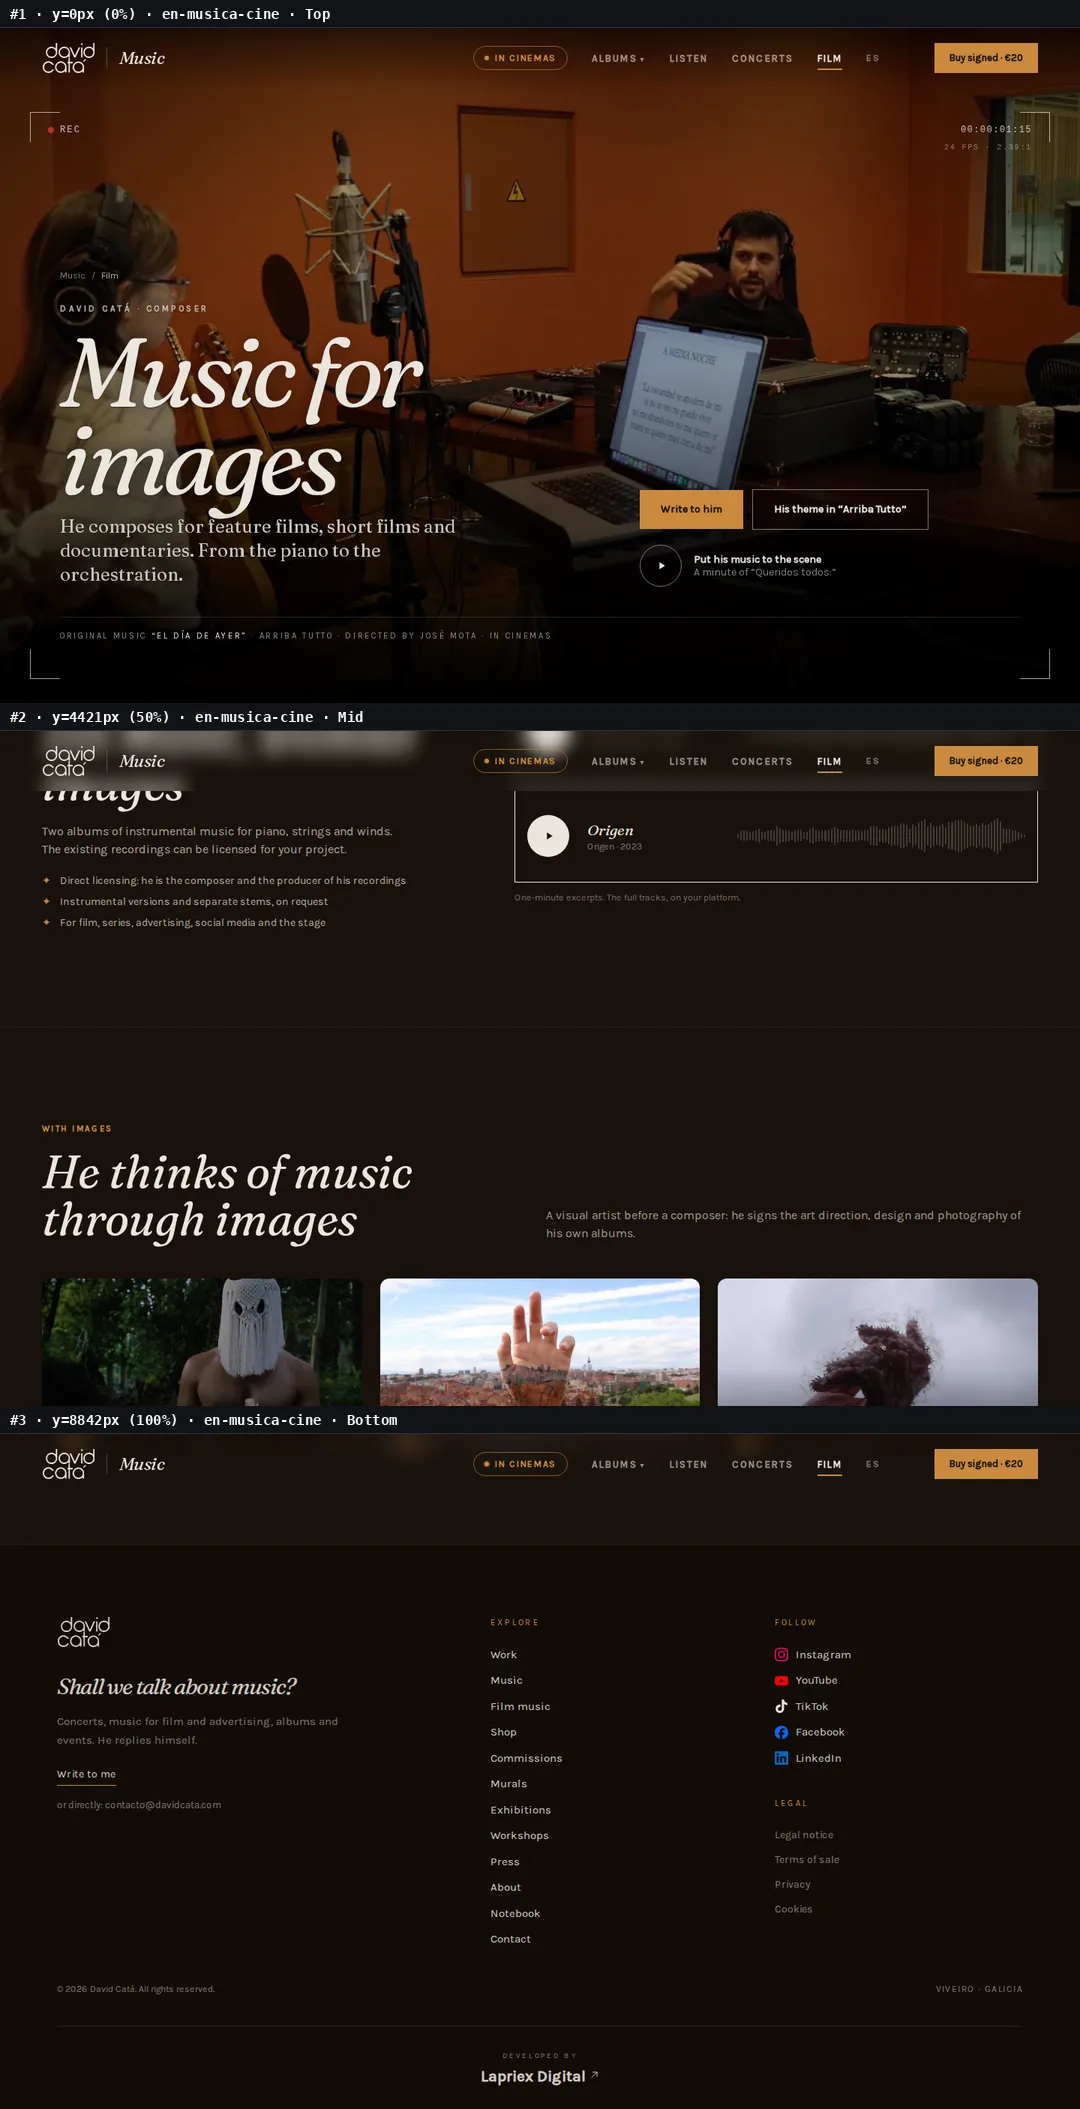 #1 · y=0px (0%) · en-musica-cine · Top
david catá
Music
IN CINEMAS
ALBUMS ▾
LISTEN
CONCERTS
FILM
ES
Buy signed · €20
REC
00:00:01:15
24 FPS · 2.39:1
A MEDIA NOCHE
Music / Film
DAVID CATÁ · COMPOSER
Music for
images
He composes for feature films, short films and
documentaries. From the piano to the
orchestration.
Write to him
His theme in “Arriba Tutto”
Put his music to the scene
A minute of “Queridos todos:”
ORIGINAL MUSIC “EL DÍA DE AYER” · ARRIBA TUTTO · DIRECTED BY JOSÉ MOTA · IN CINEMAS
#2 · y=4421px (50%) · en-musica-cine · Mid
david catá
Music
IN CINEMAS
ALBUMS ▾
LISTEN
CONCERTS
FILM
ES
Buy signed · €20
images
Two albums of instrumental music for piano, strings and winds.
The existing recordings can be licensed for your project.
✦ Direct licensing: he is the composer and the producer of his recordings
✦ Instrumental versions and separate stems, on request
✦ For film, series, advertising, social media and the stage
Origen
Origen · 2023
One-minute excerpts. The full tracks, on your platform.
WITH IMAGES
He thinks of music
through images
A visual artist before a composer: he signs the art direction, design and photography of
his own albums.
#3 · y=8842px (100%) · en-musica-cine · Bottom
david catá
Music
IN CINEMAS
ALBUMS ▾
LISTEN
CONCERTS
FILM
ES
Buy signed · €20
david catá
Shall we talk about music?
Concerts, music for film and advertising, albums and
events. He replies himself.
Write to me
or directly: contacto@davidcata.com
EXPLORE
Work
Music
Film music
Shop
Commissions
Murals
Exhibitions
Workshops
Press
About
Notebook
Contact
FOLLOW
Instagram
YouTube
TikTok
Facebook
LinkedIn
LEGAL
Legal notice
Terms of sale
Privacy
Cookies
© 2026 David Catá. All rights reserved.
VIVEIRO · GALICIA
DEVELOPED BY
Lapriex Digital ↗